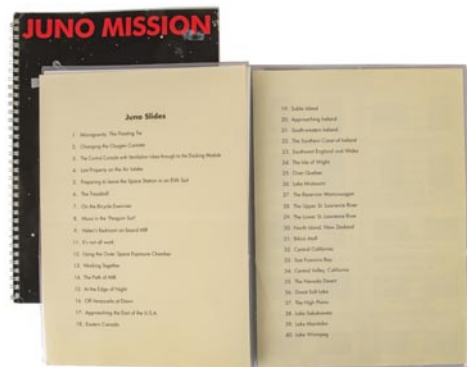 JUNO MISSION
Juno Slides
1. Microgravity: The Floating Tie
2. Changing the Oxygen Canister
3. The Control Console with Ventilation tubes through to the Docking Module
4. Lost Property on the Air Intake
5. Preparing to leave the Space Station in an EVA Suit
6. The Treadmill
7. On the Bicycle Exerciser
8. Music in the 'Penguin Suit'
9. Helen's Bedroom on board MIR
11. It's not all work
12. Using the Outer Space Exposure Chamber
13. Working Together
14. The Path of MIR
15. At the Edge of Night
16. Off Venezuela at Dawn
17. Approaching the East of the U.S.A.
18. Eastern Canada
19. Sable Island
20. Approaching Ireland
21. South-western Ireland
22. The Southern Coast of Ireland
23. Southwest England and Wales
24. The Isle of Wight
25. Over Quebec
26. Lake Mistassini
27. The Reservoir Manicouagan
28. The Upper St. Lawrence River
29. The Lower St. Lawrence River
30. North Island, New Zealand
31. Bikini Atoll
32. Central California
33. San Francisco Bay
34. Central Valley, California
35. The Nevada Desert
36. Great Salt Lake
37. The High Plains
38. Lake Sakakawea
39. Lake Manitoba
40. Lake Winnipeg